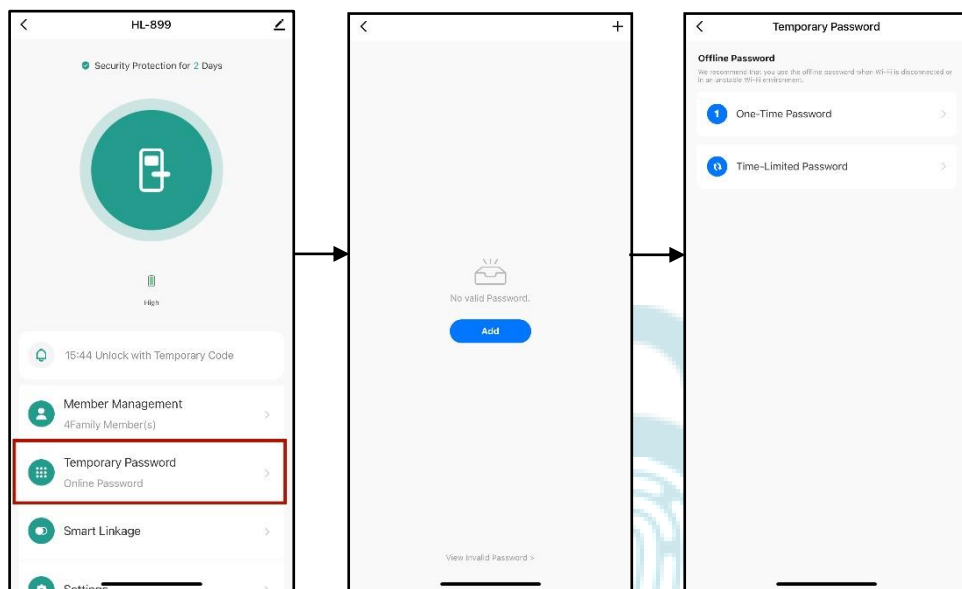 HL-899
Security Protection for 2 Days
High
15:44 Unlock with Temporary Code
Member Management
4Family Member(s)
Temporary Password
Online Password
Smart Linkage
Settings
No valid Password.
Add
View Invalid Password >
Temporary Password
Offline Password
We recommend that you use the offline password when Wi-Fi is disconnected or
in an unstable Wi-Fi environment.
1 One-Time Password
Time-Limited Password